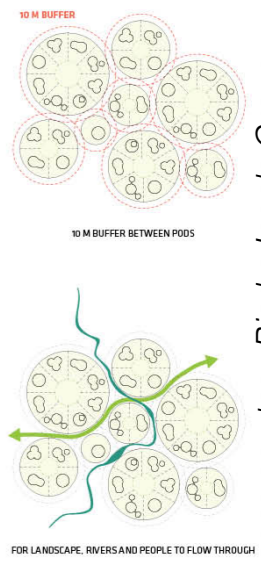 10 M BUFFER
10 M BUFFER BETWEEN PODS
FOR LANDSCAPE, RIVERS AND PEOPLE TO FLOW THROUGH